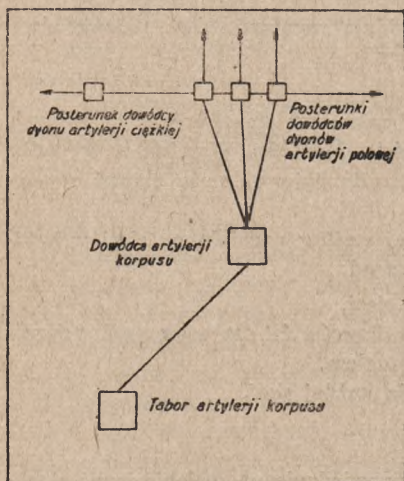 Posterunek dowódcy
dyonu artylerji ciężkiej
Posterunki
dowódców
dyonów
artylerji polowej
Dowódca artylerji
korpusu
Tabor artylerji korpusu